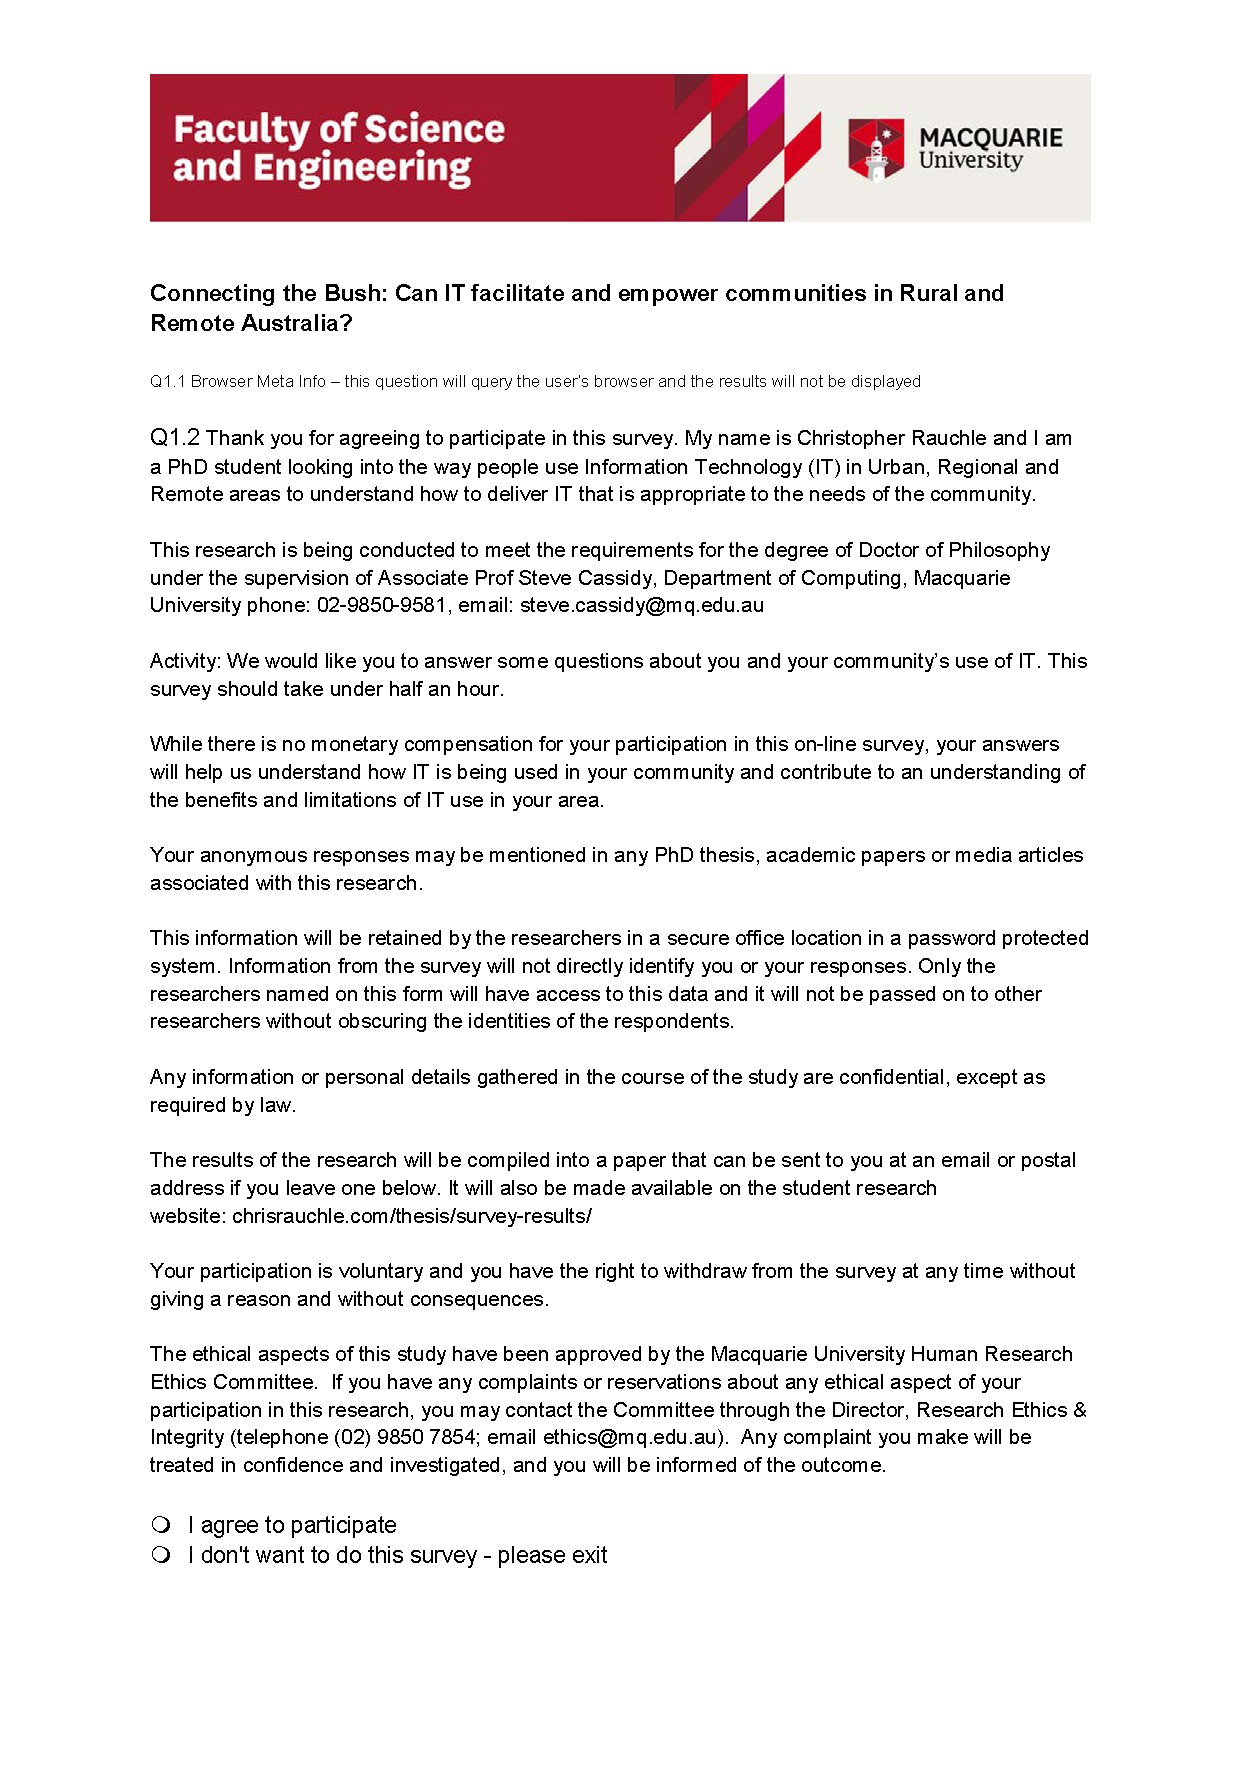 Faculty of Science
and Engineering
MACQUARIE
University
Connecting the Bush: Can IT facilitate and empower communities in Rural and
Remote Australia?
Q1.1 Browser Meta Info – this question will query the user's browser and the results will not be displayed
Q1.2 Thank you for agreeing to participate in this survey. My name is Christopher Rauchle and I am
a PhD student looking into the way people use Information Technology (IT) in Urban, Regional and
Remote areas to understand how to deliver IT that is appropriate to the needs of the community.
This research is being conducted to meet the requirements for the degree of Doctor of Philosophy
under the supervision of Associate Prof Steve Cassidy, Department of Computing, Macquarie
University phone: 02-9850-9581, email: steve.cassidy@mq.edu.au
Activity: We would like you to answer some questions about you and your community's use of IT. This
survey should take under half an hour.
While there is no monetary compensation for your participation in this on-line survey, your answers
will help us understand how IT is being used in your community and contribute to an understanding of
the benefits and limitations of IT use in your area.
Your anonymous responses may be mentioned in any PhD thesis, academic papers or media articles
associated with this research.
This information will be retained by the researchers in a secure office location in a password protected
system. Information from the survey will not directly identify you or your responses. Only the
researchers named on this form will have access to this data and it will not be passed on to other
researchers without obscuring the identities of the respondents.
Any information or personal details gathered in the course of the study are confidential, except as
required by law.
The results of the research will be compiled into a paper that can be sent to you at an email or postal
address if you leave one below. It will also be made available on the student research
website: chrisrauchle.com/thesis/survey-results/
Your participation is voluntary and you have the right to withdraw from the survey at any time without
giving a reason and without consequences.
The ethical aspects of this study have been approved by the Macquarie University Human Research
Ethics Committee.  If you have any complaints or reservations about any ethical aspect of your
participation in this research, you may contact the Committee through the Director, Research Ethics &
Integrity (telephone (02) 9850 7854; email ethics@mq.edu.au).  Any complaint you make will be
treated in confidence and investigated, and you will be informed of the outcome.
I agree to participate
I don't want to do this survey - please exit